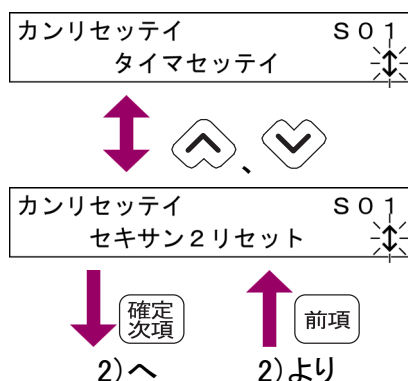 カンリセッテイ S01
タイマセッテイ
、
カンリセッテイ S01
セキサン2リセット
確定
次項
前項
2)へ
2)より